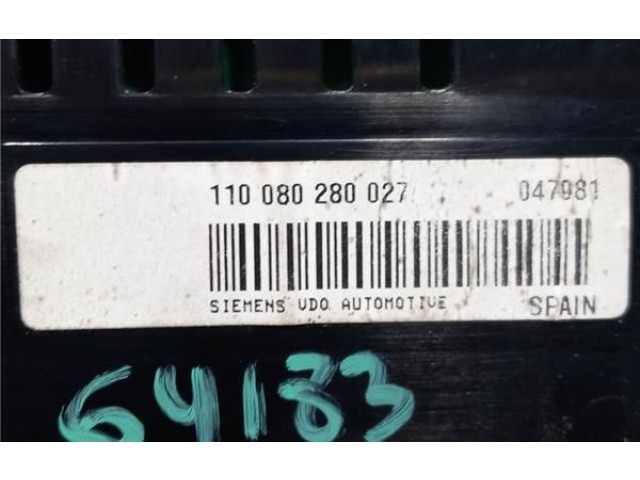 110 080 280 027 047981
SIEMENS VDO AUTOMOTIVE SPAIN
64183